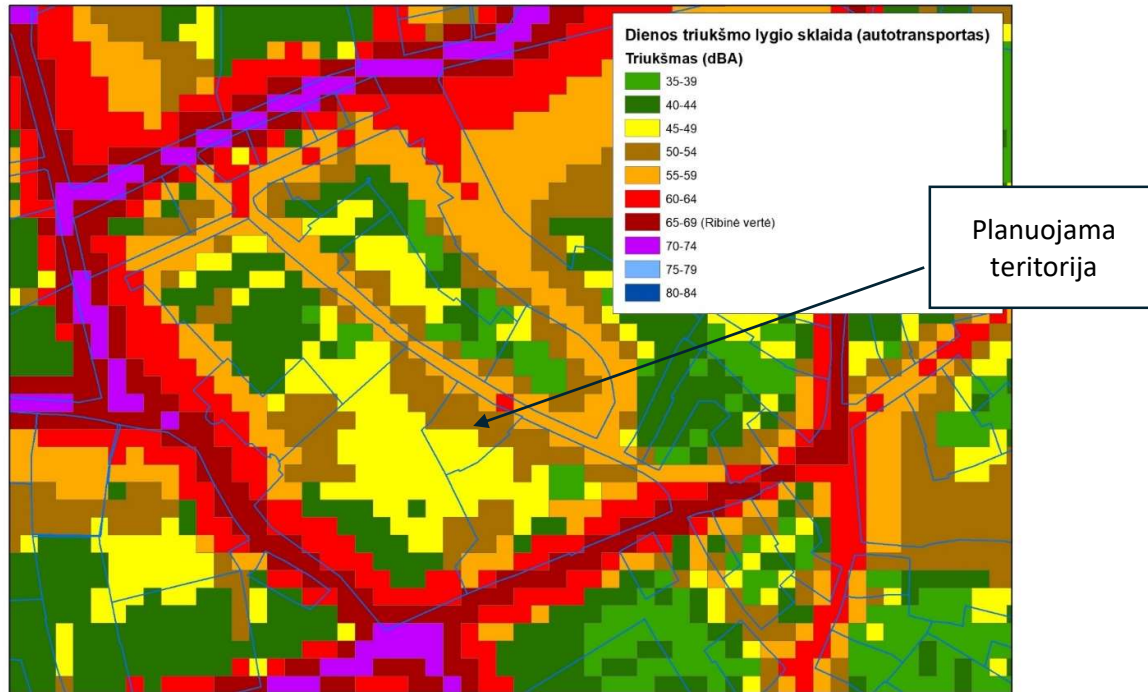 Dienos triukšmo lygio sklaida (autotransportas)
Triukšmas (dBA)
35-39
40-44
45-49
50-54
55-59
60-64
65-69 (Ribinė vertė)
70-74
75-79
80-84
Planuojama
teritorija